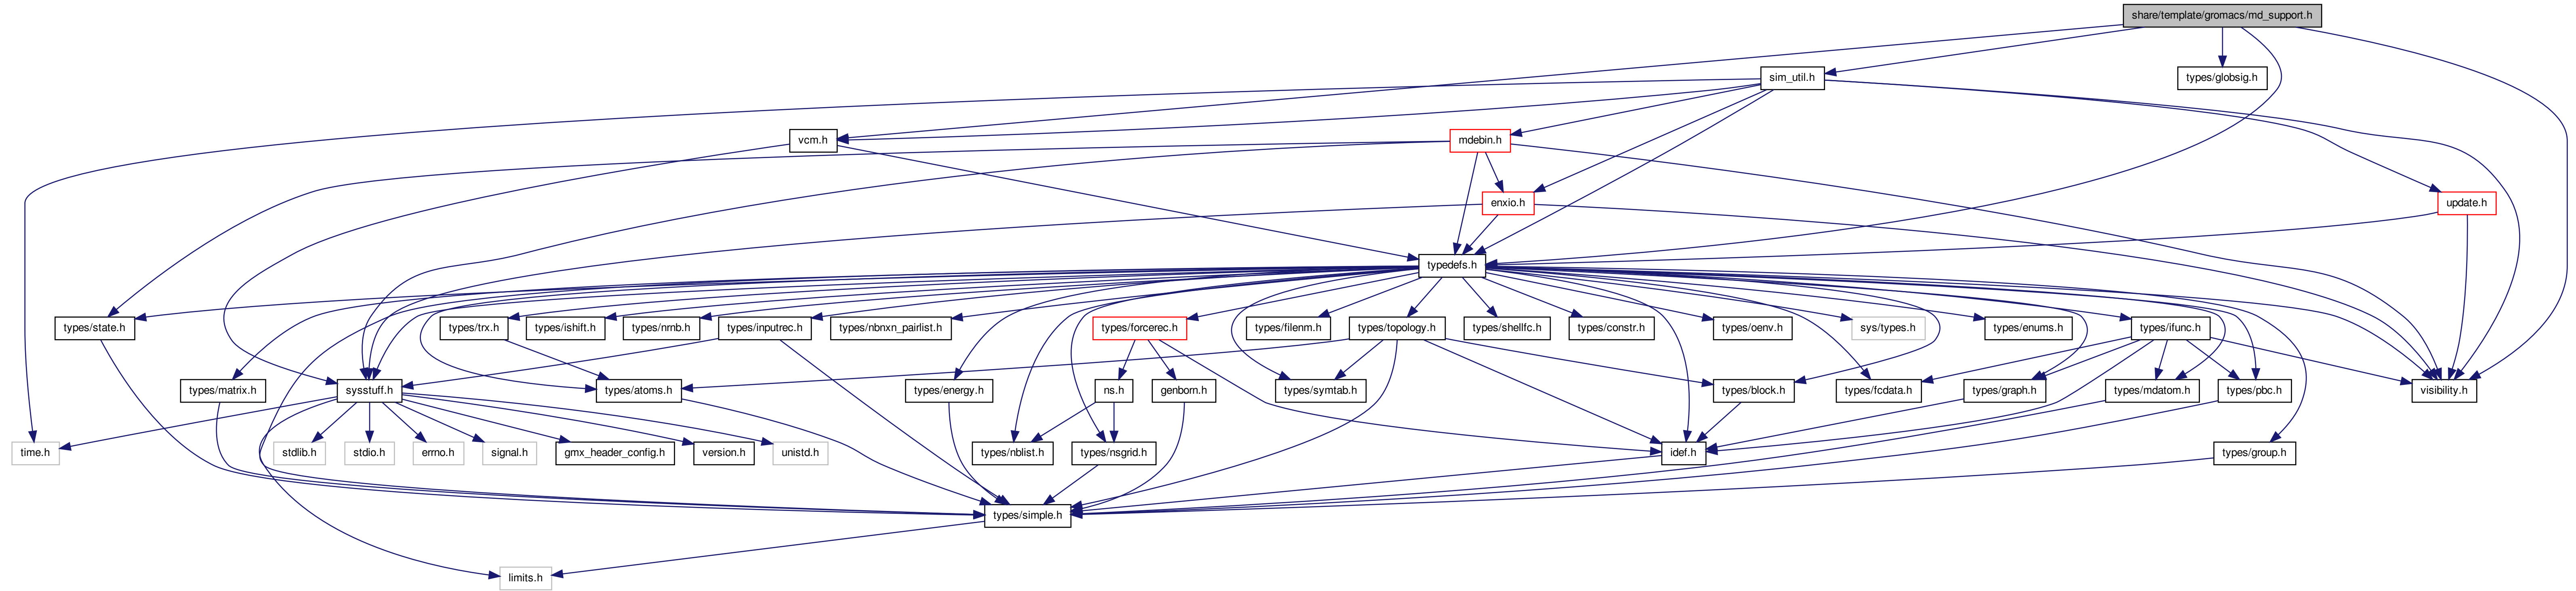 share/template/gromacs/md_support.h
sim_util.h
types/globsig.h
vcm.h
mdebin.h
enxio.h
update.h
typedefs.h
types/state.h
types/trx.h
types/ishift.h
types/nrnb.h
types/inputrec.h
types/nbnxn_pairlist.h
types/forcerec.h
types/filenm.h
types/topology.h
types/shellfc.h
types/constr.h
types/oenv.h
sys/types.h
types/enums.h
types/ifunc.h
types/matrix.h
sysstuff.h
types/atoms.h
types/energy.h
ns.h
genborn.h
types/symtab.h
types/block.h
types/fcdata.h
types/graph.h
types/mdatom.h
types/pbc.h
visibility.h
time.h
stdlib.h
stdio.h
errno.h
signal.h
gmx_header_config.h
version.h
unistd.h
types/nblist.h
types/nsgrid.h
idef.h
types/group.h
types/simple.h
limits.h